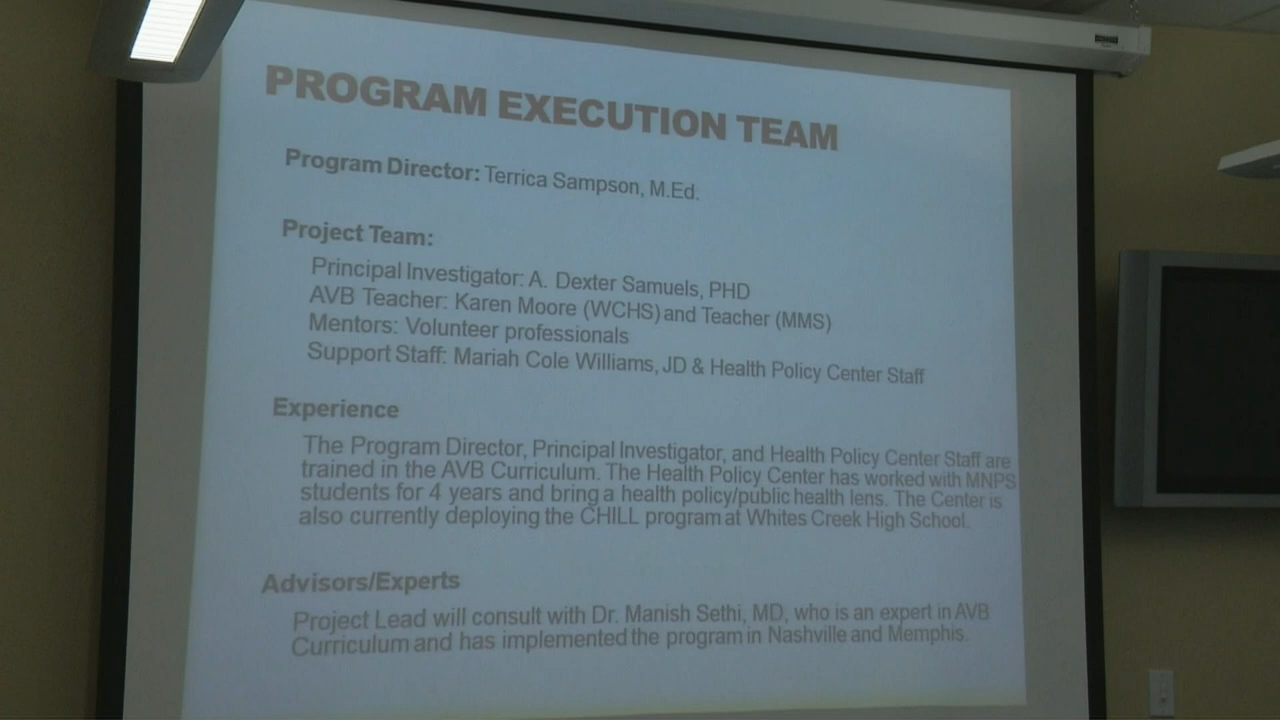 PROGRAM EXECUTION TEAM
Program Director: Terrica Sampson, M.Ed.
Project Team:
Principal Investigator: A. Dexter Samuels, PHD
AVB Teacher: Karen Moore (WCHS) and Teacher (MMS)
Mentors: Volunteer professionals
Support Staff: Mariah Cole Williams, JD & Health Policy Center Staff
Experience
The Program Director, Principal Investigator, and Health Policy Center Staff are
trained in the AVB Curriculum. The Health Policy Center has worked with MNPS
students for 4 years and bring a health policy/public health lens. The Center is
also currently deploying the CHILL program at Whites Creek High School.
Advisors/Experts
Project Lead will consult with Dr. Manish Sethi, MD, who is an expert in AVB
Curriculum and has implemented the program in Nashville and Memphis.